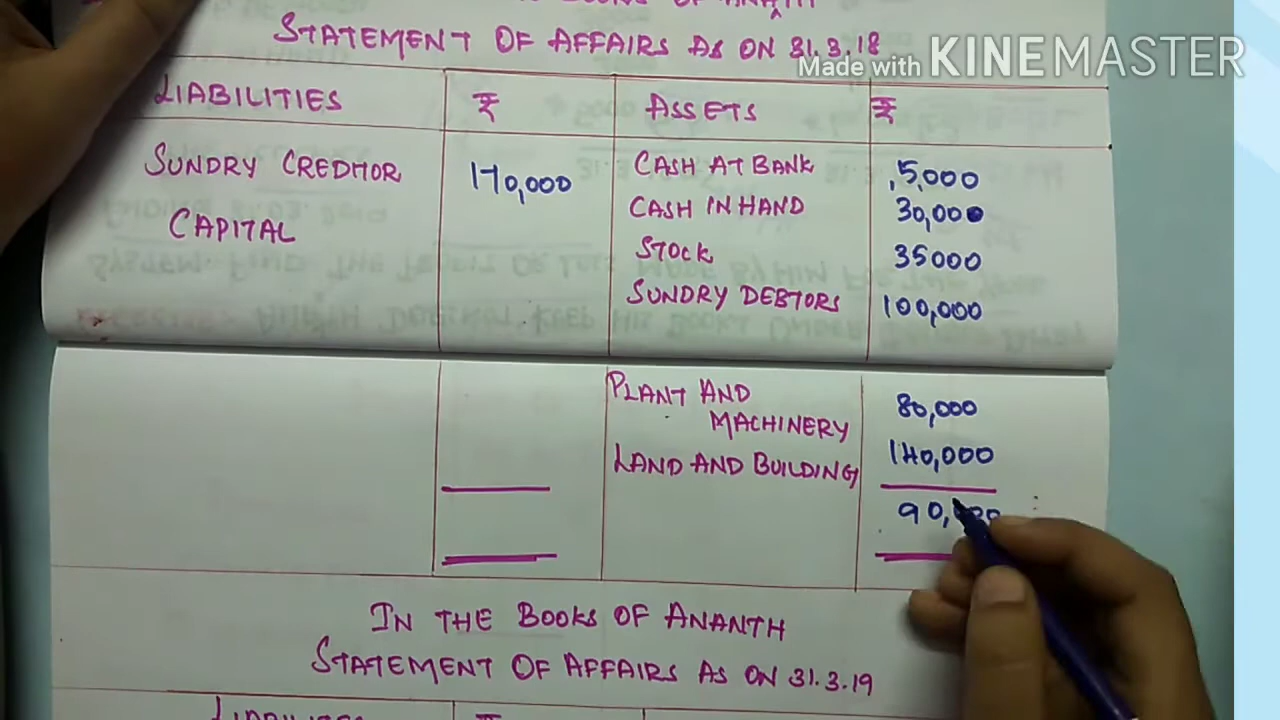 STATEMENT OF AFFAIRS AS ON 31.3.18
Made with KINEMASTER
LIABILITIES ₹ ASSETS ₹
SUNDRY CREDITOR 170,000 CASH AT BANK 5,000
CASH IN HAND 30,000
CAPITAL
STOCK 35000
SUNDRY DEBTORS 100,000
PLANT AND
MACHINERY 80,000
LAND AND BUILDING 140,000
90,000
IN THE BOOKS OF ANANTH
STATEMENT OF AFFAIRS AS ON 31.3.19
LIABILITIES ₹